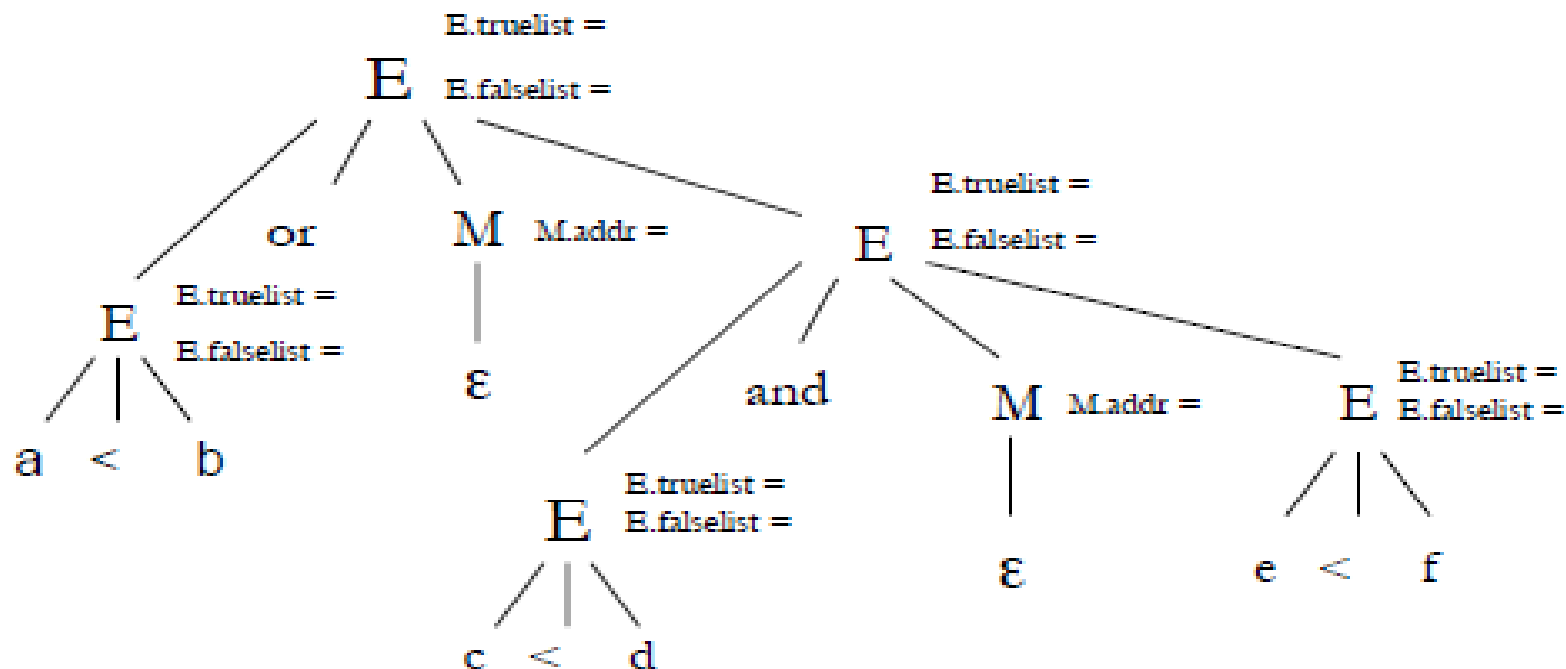 E.truelist =
E E.falselist =
or M M.addr =
E.truelist =
E E.falselist =
E E.truelist =
E.falselist =
ε
and M M.addr = E E.truelist =
E.falselist =
a < b
E E.truelist =
E.falselist =
ε e < f
c < d